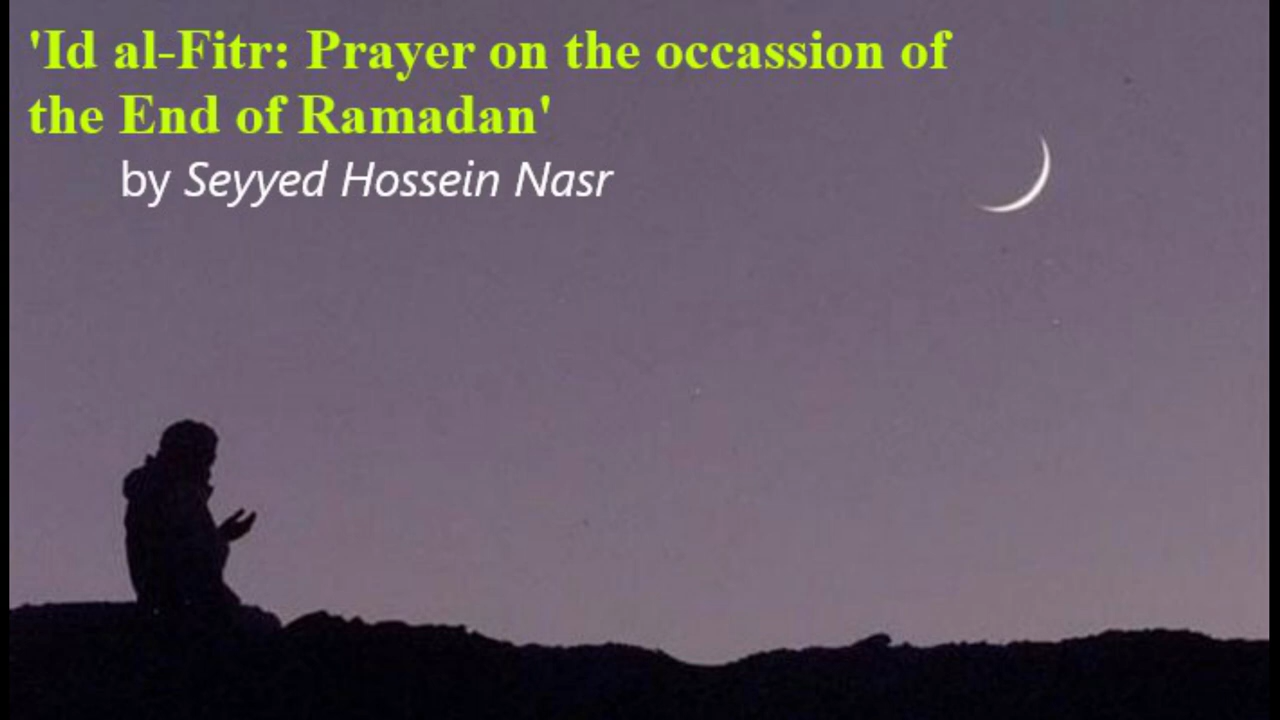 'Id al-Fitr: Prayer on the occassion of
the End of Ramadan'
by Seyyed Hossein Nasr